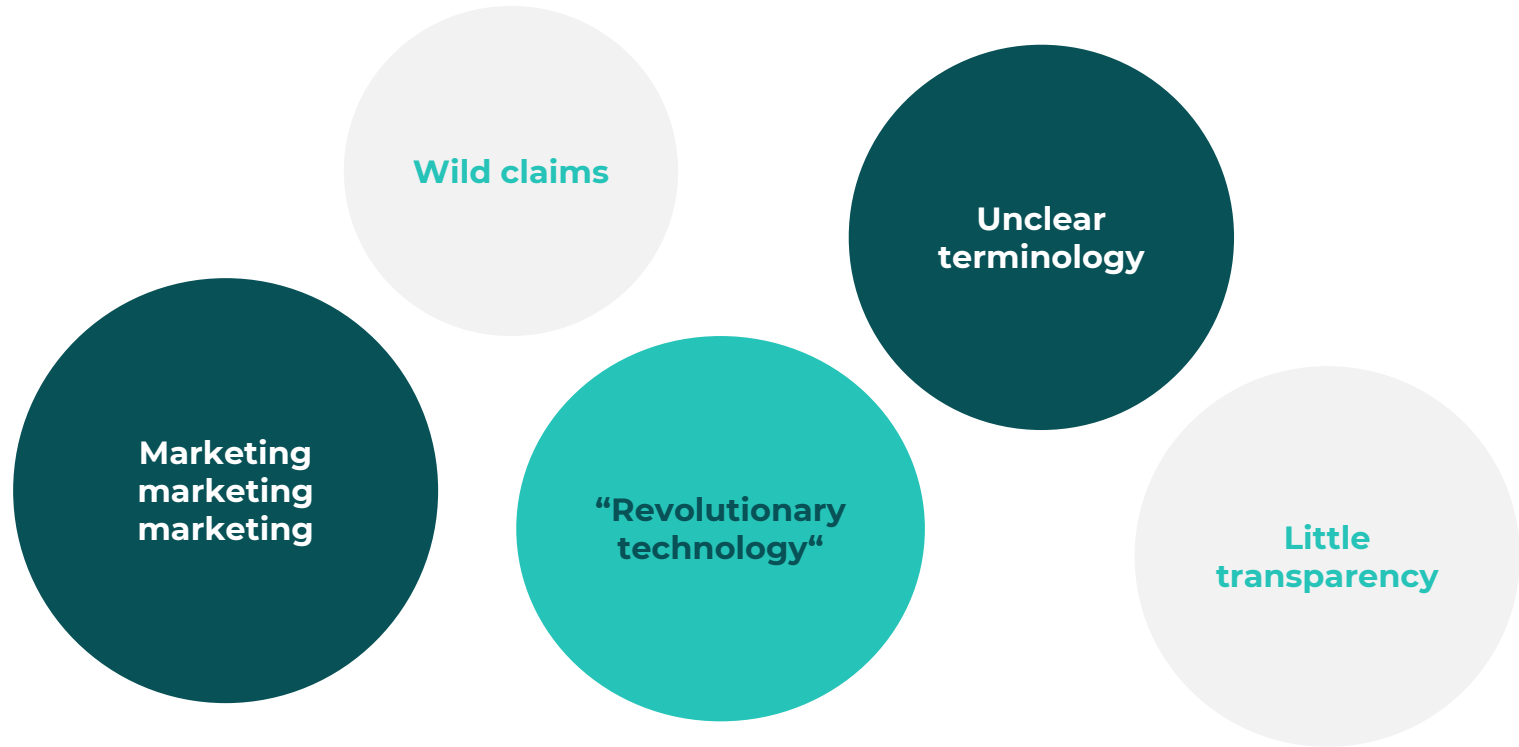 Wild claims
Unclear
terminology
Marketing
marketing
marketing
“Revolutionary
technology“
Little
transparency